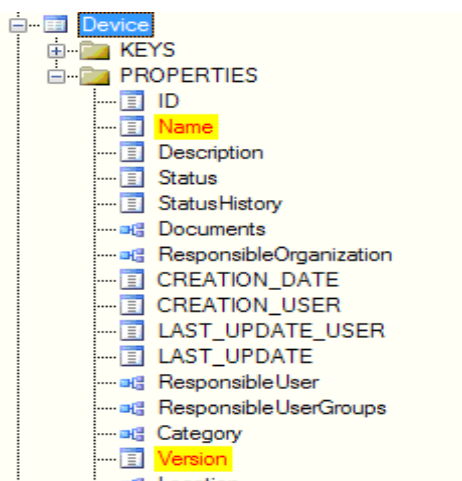 Device
KEYS
PROPERTIES
ID
Name
Description
Status
StatusHistory
Documents
ResponsibleOrganization
CREATION_DATE
CREATION_USER
LAST_UPDATE_USER
LAST_UPDATE
ResponsibleUser
ResponsibleUserGroups
Category
Version